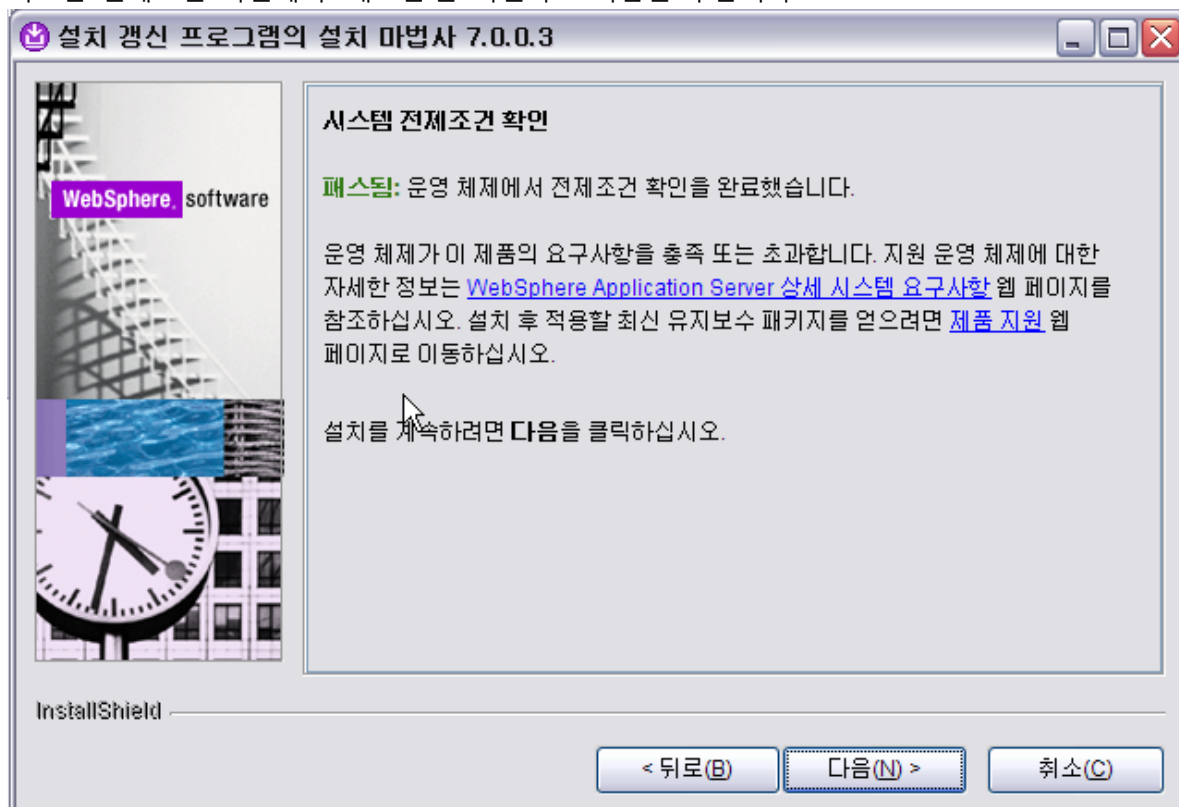 설치 갱신 프로그램의 설치 마법사 7.0.0.3
WebSphere. software
시스템 전제조건 확인
패스됨: 운영 체제에서 전제조건 확인을 완료했습니다.
운영 체제가 이 제품의 요구사항을 충족 또는 초과합니다. 지원 운영 체제에 대한
자세한 정보는 WebSphere Application Server 상세 시스템 요구사항 웹 페이지를
참조하십시오. 설치 후 적용할 최신 유지보수 패키지를 얻으려면 제품 지원 웹
페이지로 이동하십시오.
설치를 계속하려면 다음을 클릭하십시오.
InstallShield
< 뒤로(B) 다음(N) > 취소(C)